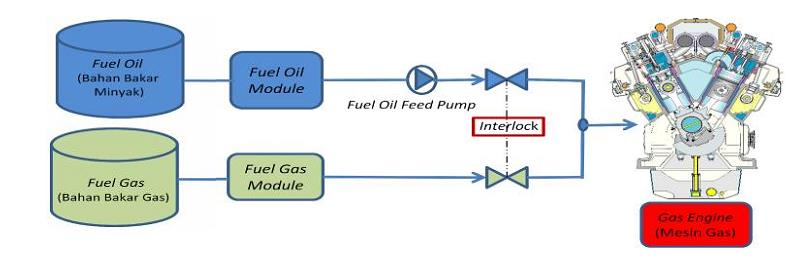 Fuel Oil
(Bahan Bakar
Minyak)
Fuel Oil
Module
Fuel Oil Feed Pump
Interlock
Fuel Gas
(Bahan Bakar Gas)
Fuel Gas
Module
Gas Engine
(Mesin Gas)